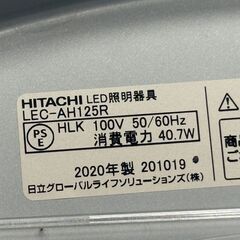 HITACHI LED照明器具
LEC-AH125R
PS
E
HLK 100V 50/60Hz
消費電力 40.7W
2020年製 201019
日立グローバルライフソリューションズ(株)